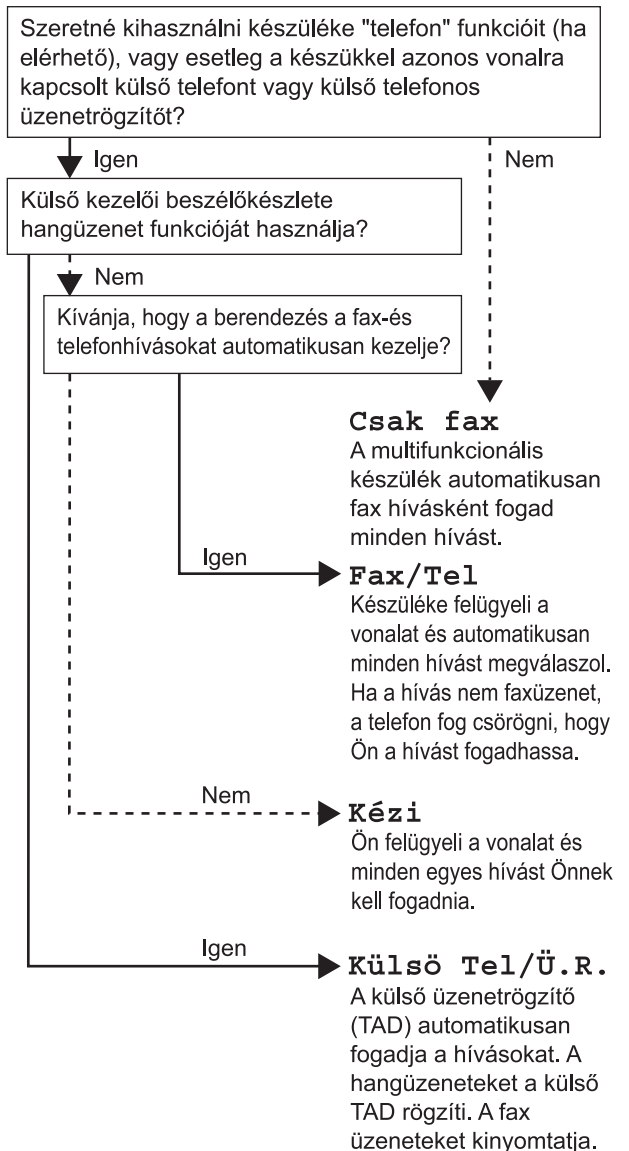 Szeretné kihasználni készüléke "telefon" funkcióit (ha
elérhető), vagy esetleg a készükkel azonos vonalra
kapcsolt külső telefont vagy külső telefonos
üzenetrögzítőt?
Igen
Nem
Külső kezelői beszélőkészlete
hangüzenet funkcióját használja?
Nem
Kívánja, hogy a berendezés a fax-és
telefonhívásokat automatikusan kezelje?
Csak fax
A multifunkcionális
készülék automatikusan
fax hívásként fogad
minden hívást.
Igen
Fax/Tel
Készüléke felügyeli a
vonalat és automatikusan
minden hívást megválaszol.
Ha a hívás nem faxüzenet,
a telefon fog csörögni, hogy
Ön a hívást fogadhassa.
Nem
Kézi
Ön felügyeli a vonalat és
minden egyes hívást Önnek
kell fogadnia.
Igen
Külsö Tel/Ü.R.
A külső üzenetrögzítő
(TAD) automatikusan
fogadja a hívásokat. A
hangüzeneteket a külső
TAD rögzíti. A fax
üzeneteket kinyomtatja.